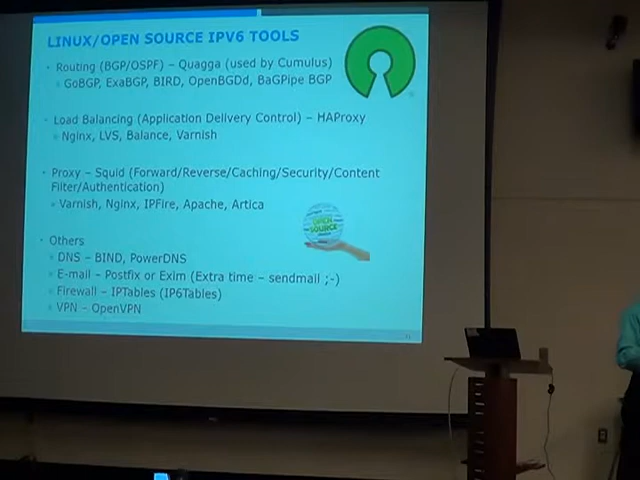 LINUX/OPEN SOURCE IPV6 TOOLS
Routing (BGP/OSPF) – Quagga (used by Cumulus)
GoBGP, ExaBGP, BIRD, OpenBGDd, BaGPipe BGP
Load Balancing (Application Delivery Control) – HAProxy
Nginx, LVS, Balance, Varnish
Proxy – Squid (Forward/Reverse/Caching/Security/Content
Filter/Authentication)
Varnish, Nginx, IPFire, Apache, Artica
OPEN
SOURCE
Others
DNS – BIND, PowerDNS
E-mail – Postfix or Exim (Extra time – sendmail ;-)
Firewall – IPTables (IP6Tables)
VPN – OpenVPN